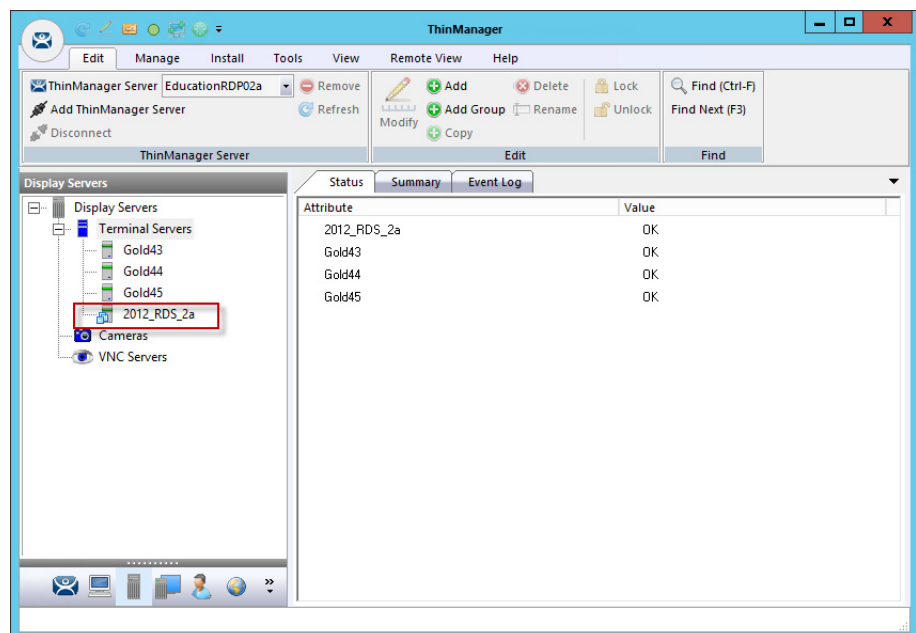 ThinManager
Edit Manage Install Tools View Remote View Help
ThinManager Server EducationRDP02a Remove
Add ThinManager Server Refresh
Disconnect
ThinManager Server
Modify Add Delete Lock
Add Group Rename Unlock
Copy
Edit
Find (Ctrl-F)
Find Next (F3)
Find
Display Servers
Display Servers
Terminal Servers
Gold43
Gold44
Gold45
2012_RDS_2a
Cameras
VNC Servers
Status Summary Event Log
Attribute Value
2012_RDS_2a OK
Gold43 OK
Gold44 OK
Gold45 OK